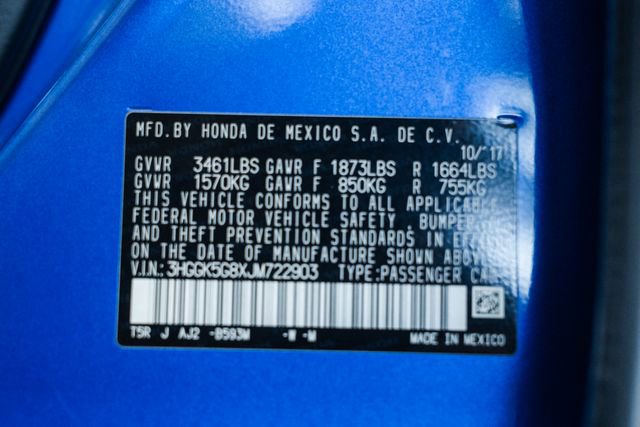 MFD.BY HONDA DE MEXICO S.A. DE C.V.
10/'17
GVWR 3461LBS GAWR F 1873LBS R 1664LBS
GVWR 1570KG GAWR F 850KG R 755KG
THIS VEHICLE CONFORMS TO ALL APPLICABLE
FEDERAL MOTOR VEHICLE SAFETY, BUMPER
AND THEFT PREVENTION STANDARDS IN EFFECT
ON THE DATE OF MANUFACTURE SHOWN ABOVE
V.I.N.: 3HGGK5G8XJM722903 TYPE:PASSENGER CAR
T5R J AJ2 -B593M -W -M
MADE IN MEXICO